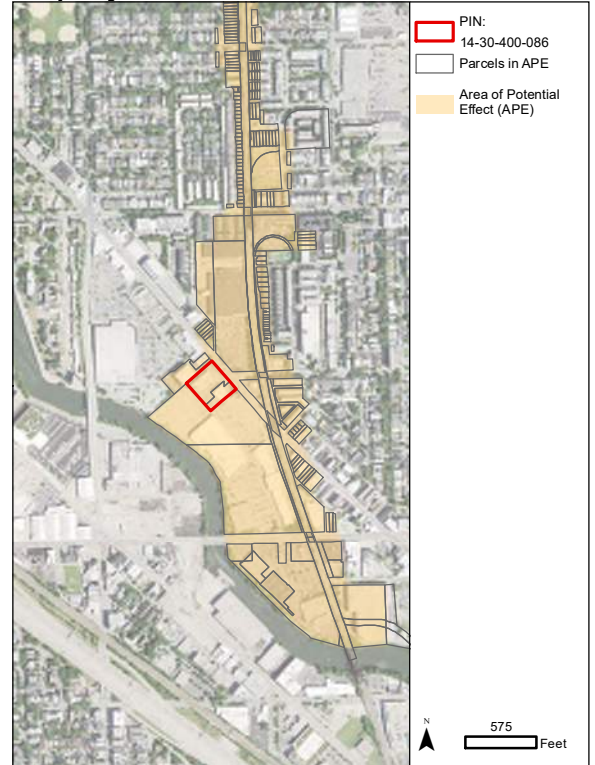 PIN:
14-30-400-086
Parcels in APE
Area of Potential
Effect (APE)
N
575
Feet